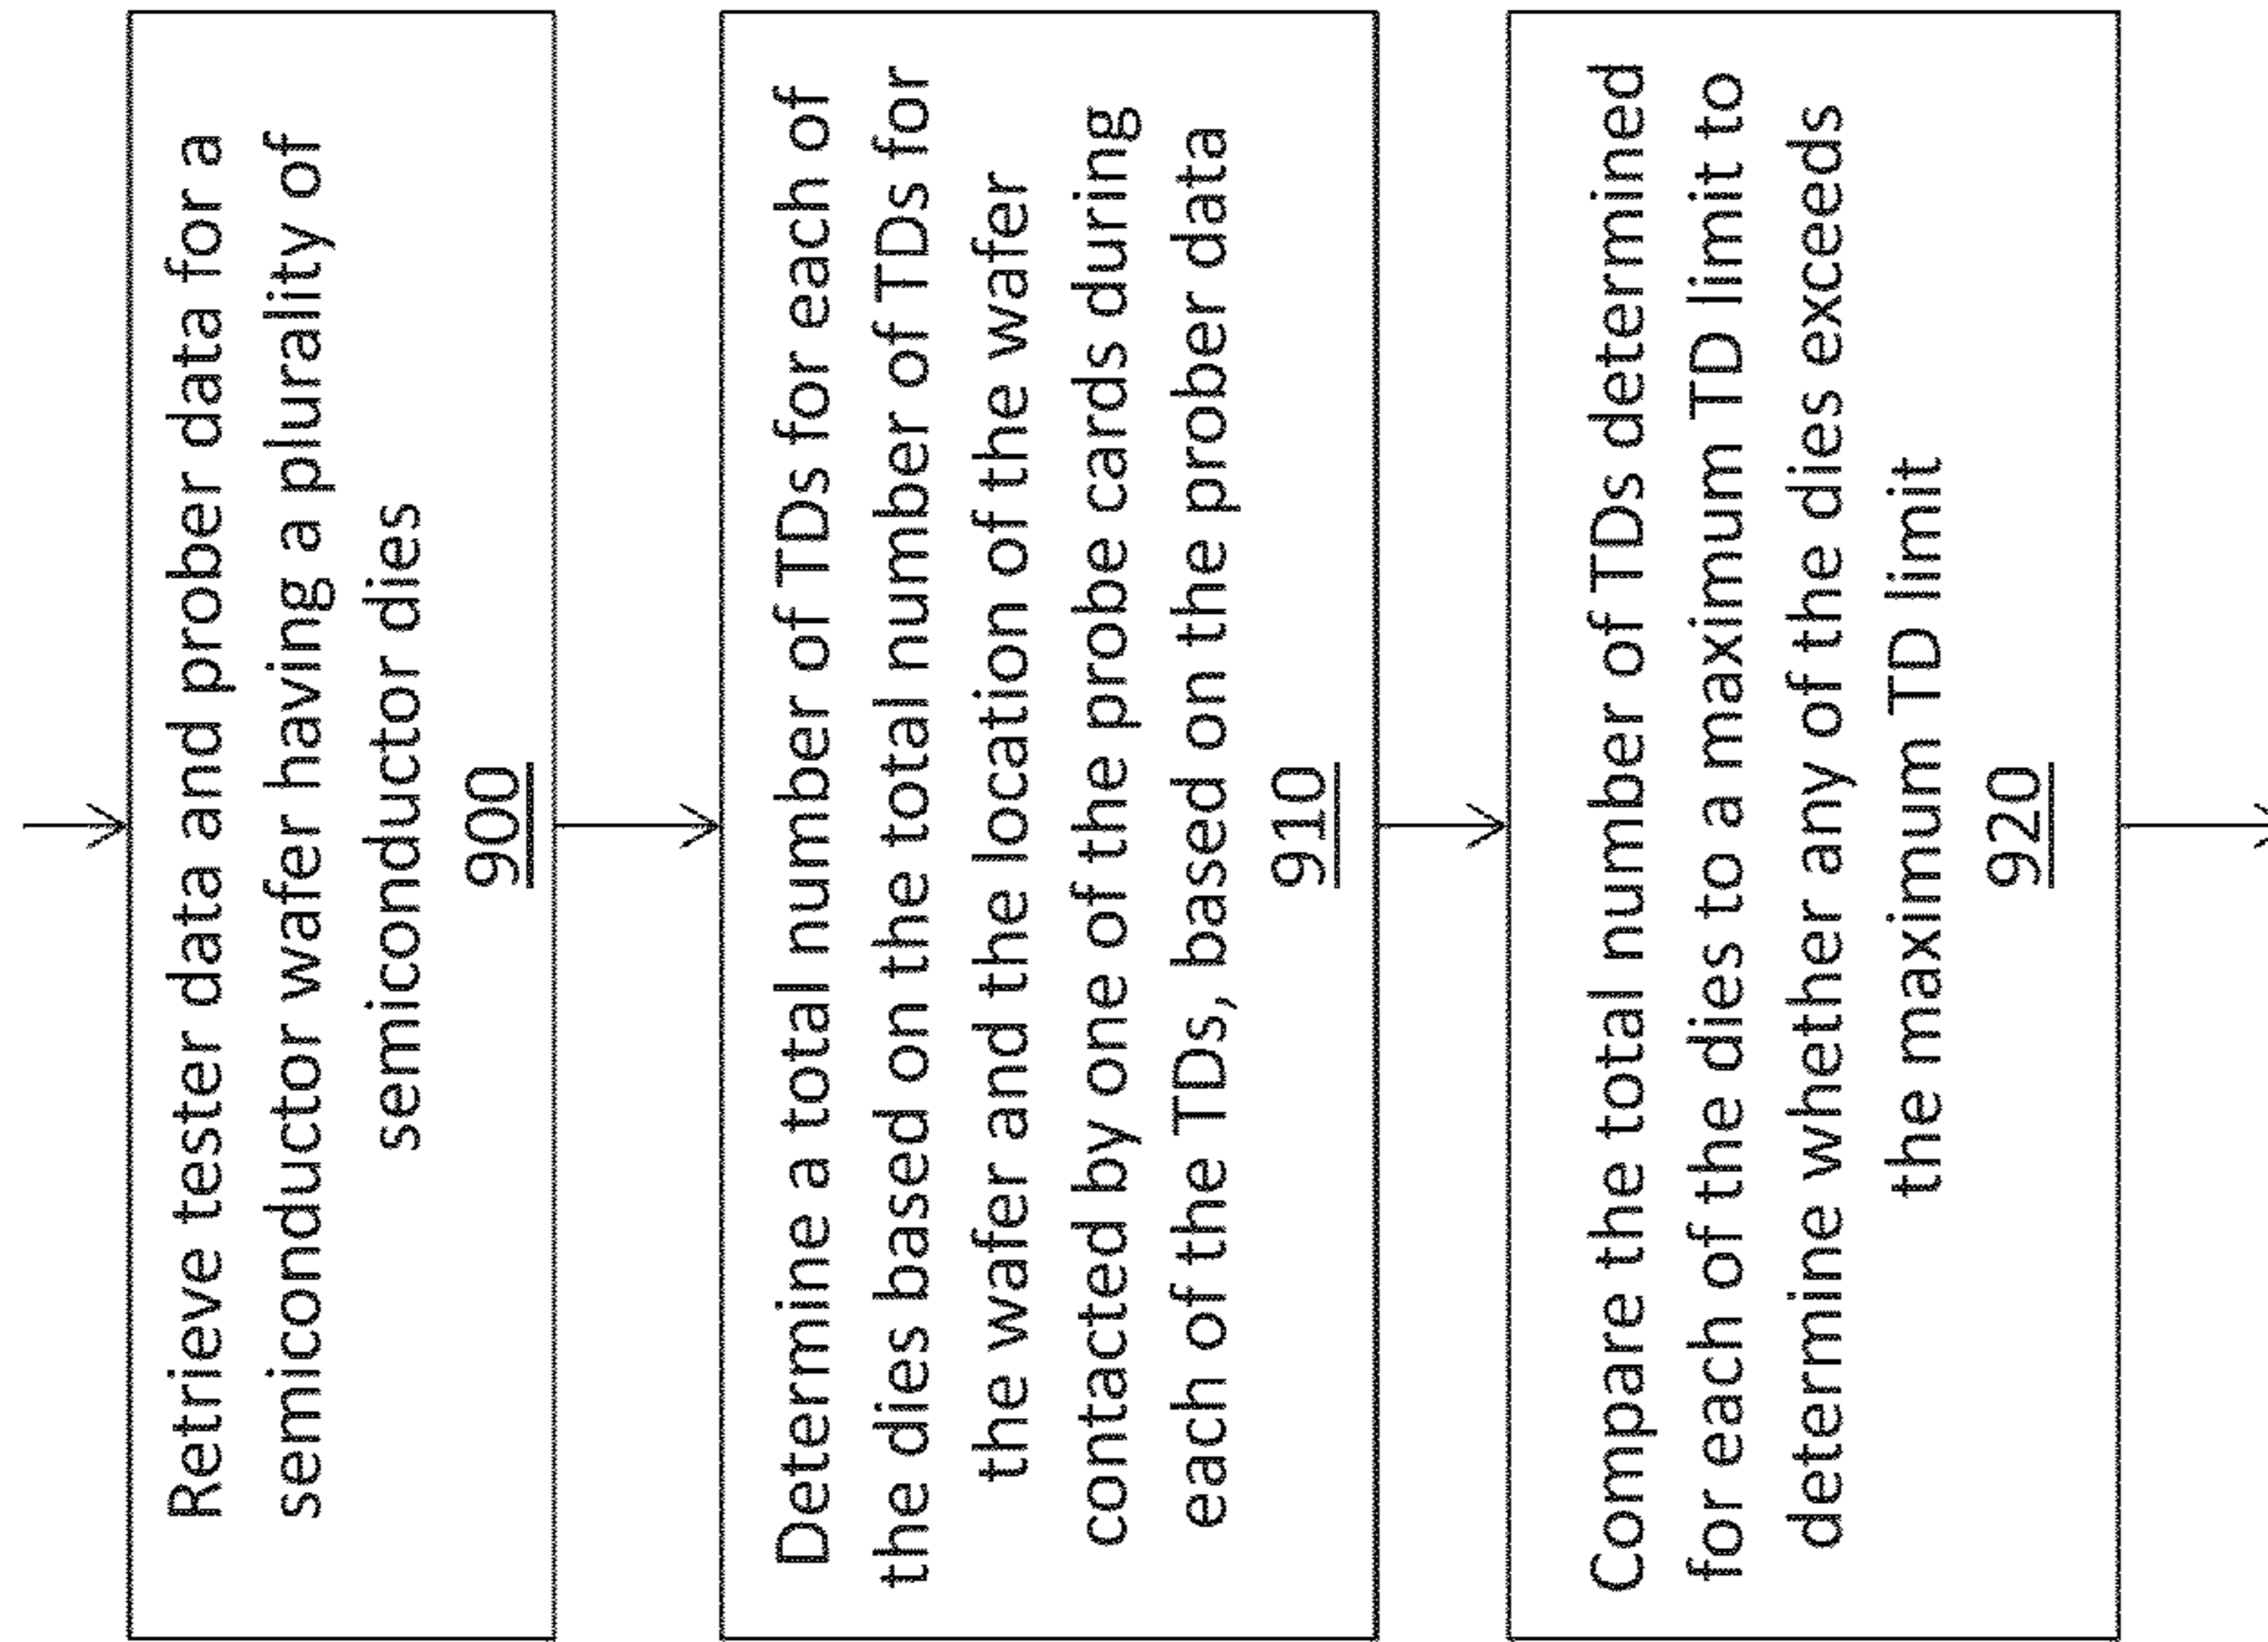 Retrieve tester data and prober data for a
semiconductor wafer having a plurality of
semiconductor dies
900
Determine a total number of TDs for each of
the dies based on the total number of TDs for
the wafer and the location of the wafer
contacted by one of the probe cards during
each of the TDs, based on the prober data
910
Compare the total number of TDs determined
for each of the dies to a maximum TD limit to
determine whether any of the dies exceeds
the maximum TD limit
920